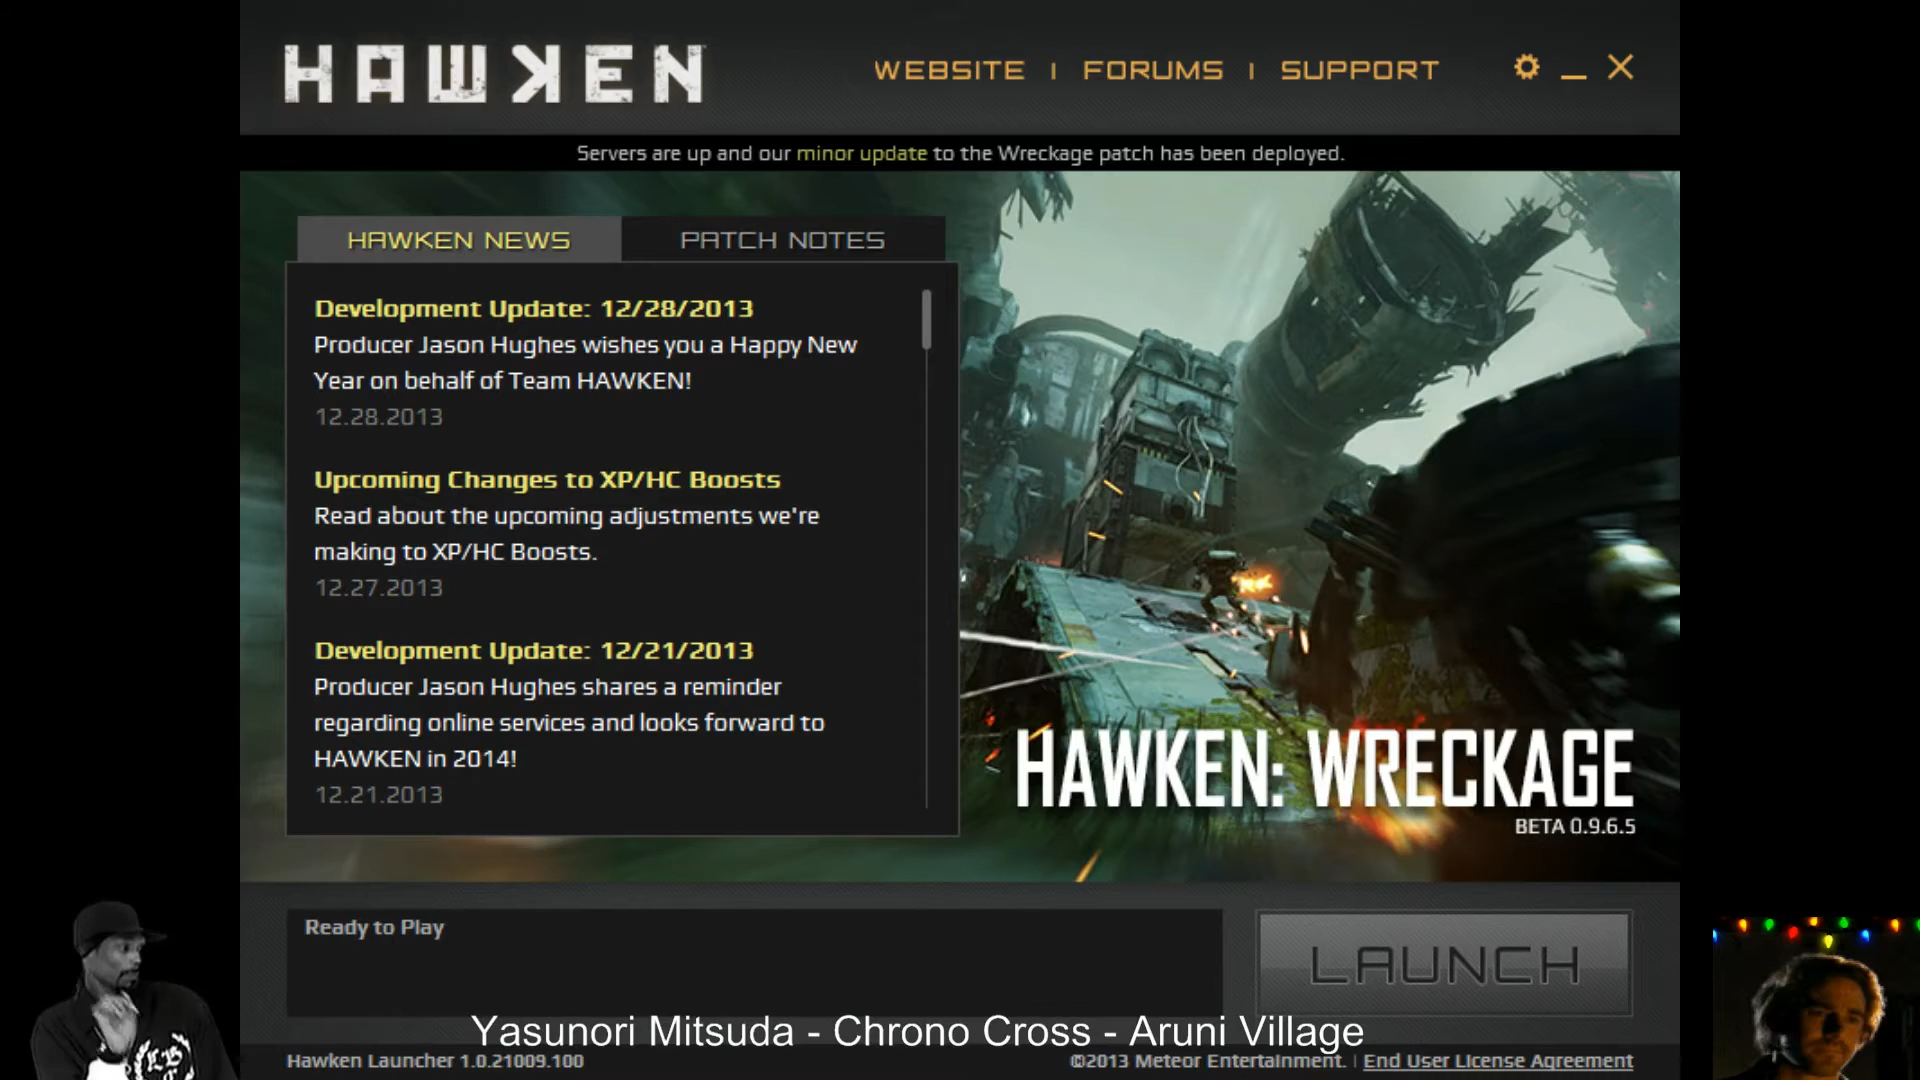 HAWKEN
WEBSITE | FORUMS | SUPPORT
Servers are up and our minor update to the Wreckage patch has been deployed.
HAWKEN NEWS
PATCH NOTES
Development Update: 12/28/2013
Producer Jason Hughes wishes you a Happy New
Year on behalf of Team HAWKEN!
12.28.2013
Upcoming Changes to XP/HC Boosts
Read about the upcoming adjustments we're
making to XP/HC Boosts.
12.27.2013
Development Update: 12/21/2013
Producer Jason Hughes shares a reminder
regarding online services and looks forward to
HAWKEN in 2014!
12.21.2013
HAWKEN: WRECKAGE
BETA 0.9.6.5
Ready to Play
LAUNCH
Yasunori Mitsuda - Chrono Cross - Aruni Village
Hawken Launcher 1.0.21009.100
©2013 Meteor Entertainment. | End User License Agreement